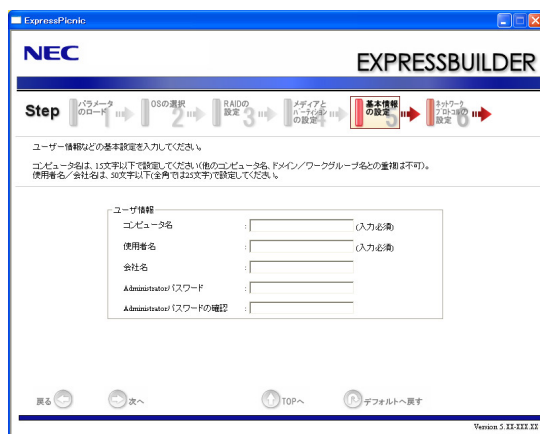 ExpressPicnic
NEC
EXPRESSBUILDER
Step
パラメータ
のロード
1
OSの選択
2
RAIDの
設定
3
メディアと
パーティション
の設定
4
基本情報
の設定
5
ネットワーク
プロトコルの
設定
6
ユーザー情報などの基本設定を入力してください。
コンピュータ名は、15文字以下で設定してください(他のコンピュータ名、ドメイン/ワークグループ名との重複は不可)。
使用者名/会社名は、50文字以下(全角では25文字)で設定してください。
ユーザ情報
コンピュータ名 : (入力必須)
使用者名 : (入力必須)
会社名 :
Administratorパスワード :
Administratorパスワードの確認 :
戻る
次へ
TOPへ
デフォルトへ戻す
Version 5.XX-XXX.XX